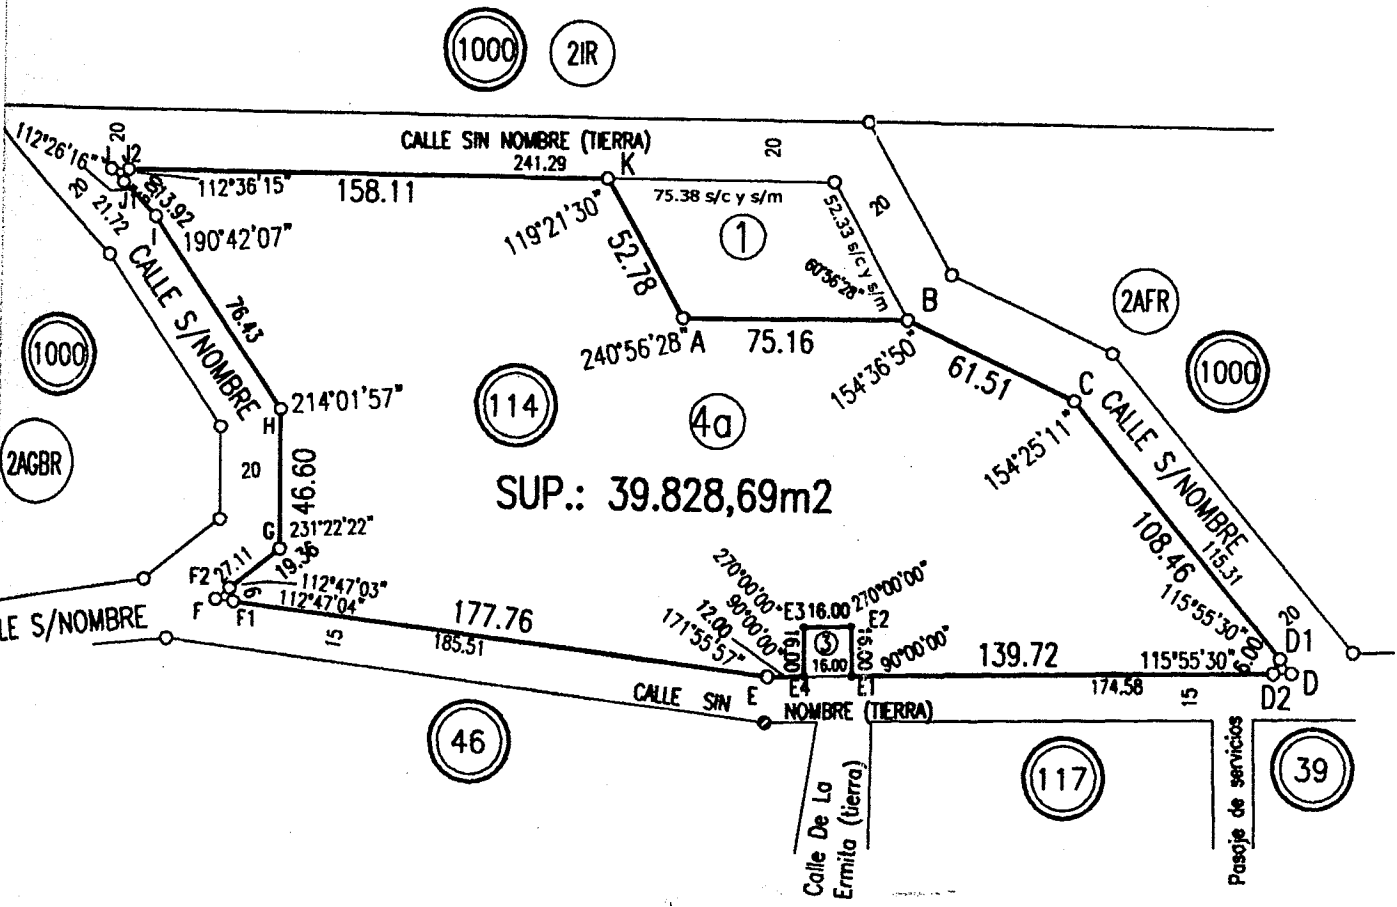 1000
2IR
CALLE SIN NOMBRE (TIERRA)
241.29
K
20
20
112°26'16"
J
J2
J1
13.92
112°36'15"
158.11
75.38 s/c y s/m
20
20
21.72
I
190°42'07"
119°21'30"
52.78
1
52.33 s/c y s/m
60°56'28"
B
2AFR
CALLE S/NOMBRE
76.43
1000
240°56'28"
A
75.16
154°36'50"
61.51
1000
214°01'57"
H
114
4a
C
154°25'11"
CALLE S/NOMBRE
2AGBR
20
46.60
SUP.: 39.828,69m2
108.46
115.31
G
231°22'22"
19.36
F2
27.11
112°47'03"
6
112°47'04"
F
F1
LE S/NOMBRE
177.76
185.51
15
270°00'00"
90°00'00"
12.00
171°55'57"
E3
16.00
E2
270°00'00"
16.00
3
16.00
15.00
90°00'00"
E
E4
E1
139.72
174.58
115°55'30"
115°55'30"
6.00
20
D1
D
D2
15
CALLE SIN
NOMBRE (TIERRA)
46
117
39
Calle De La
Ermita (tierra)
Pasaje de servicios